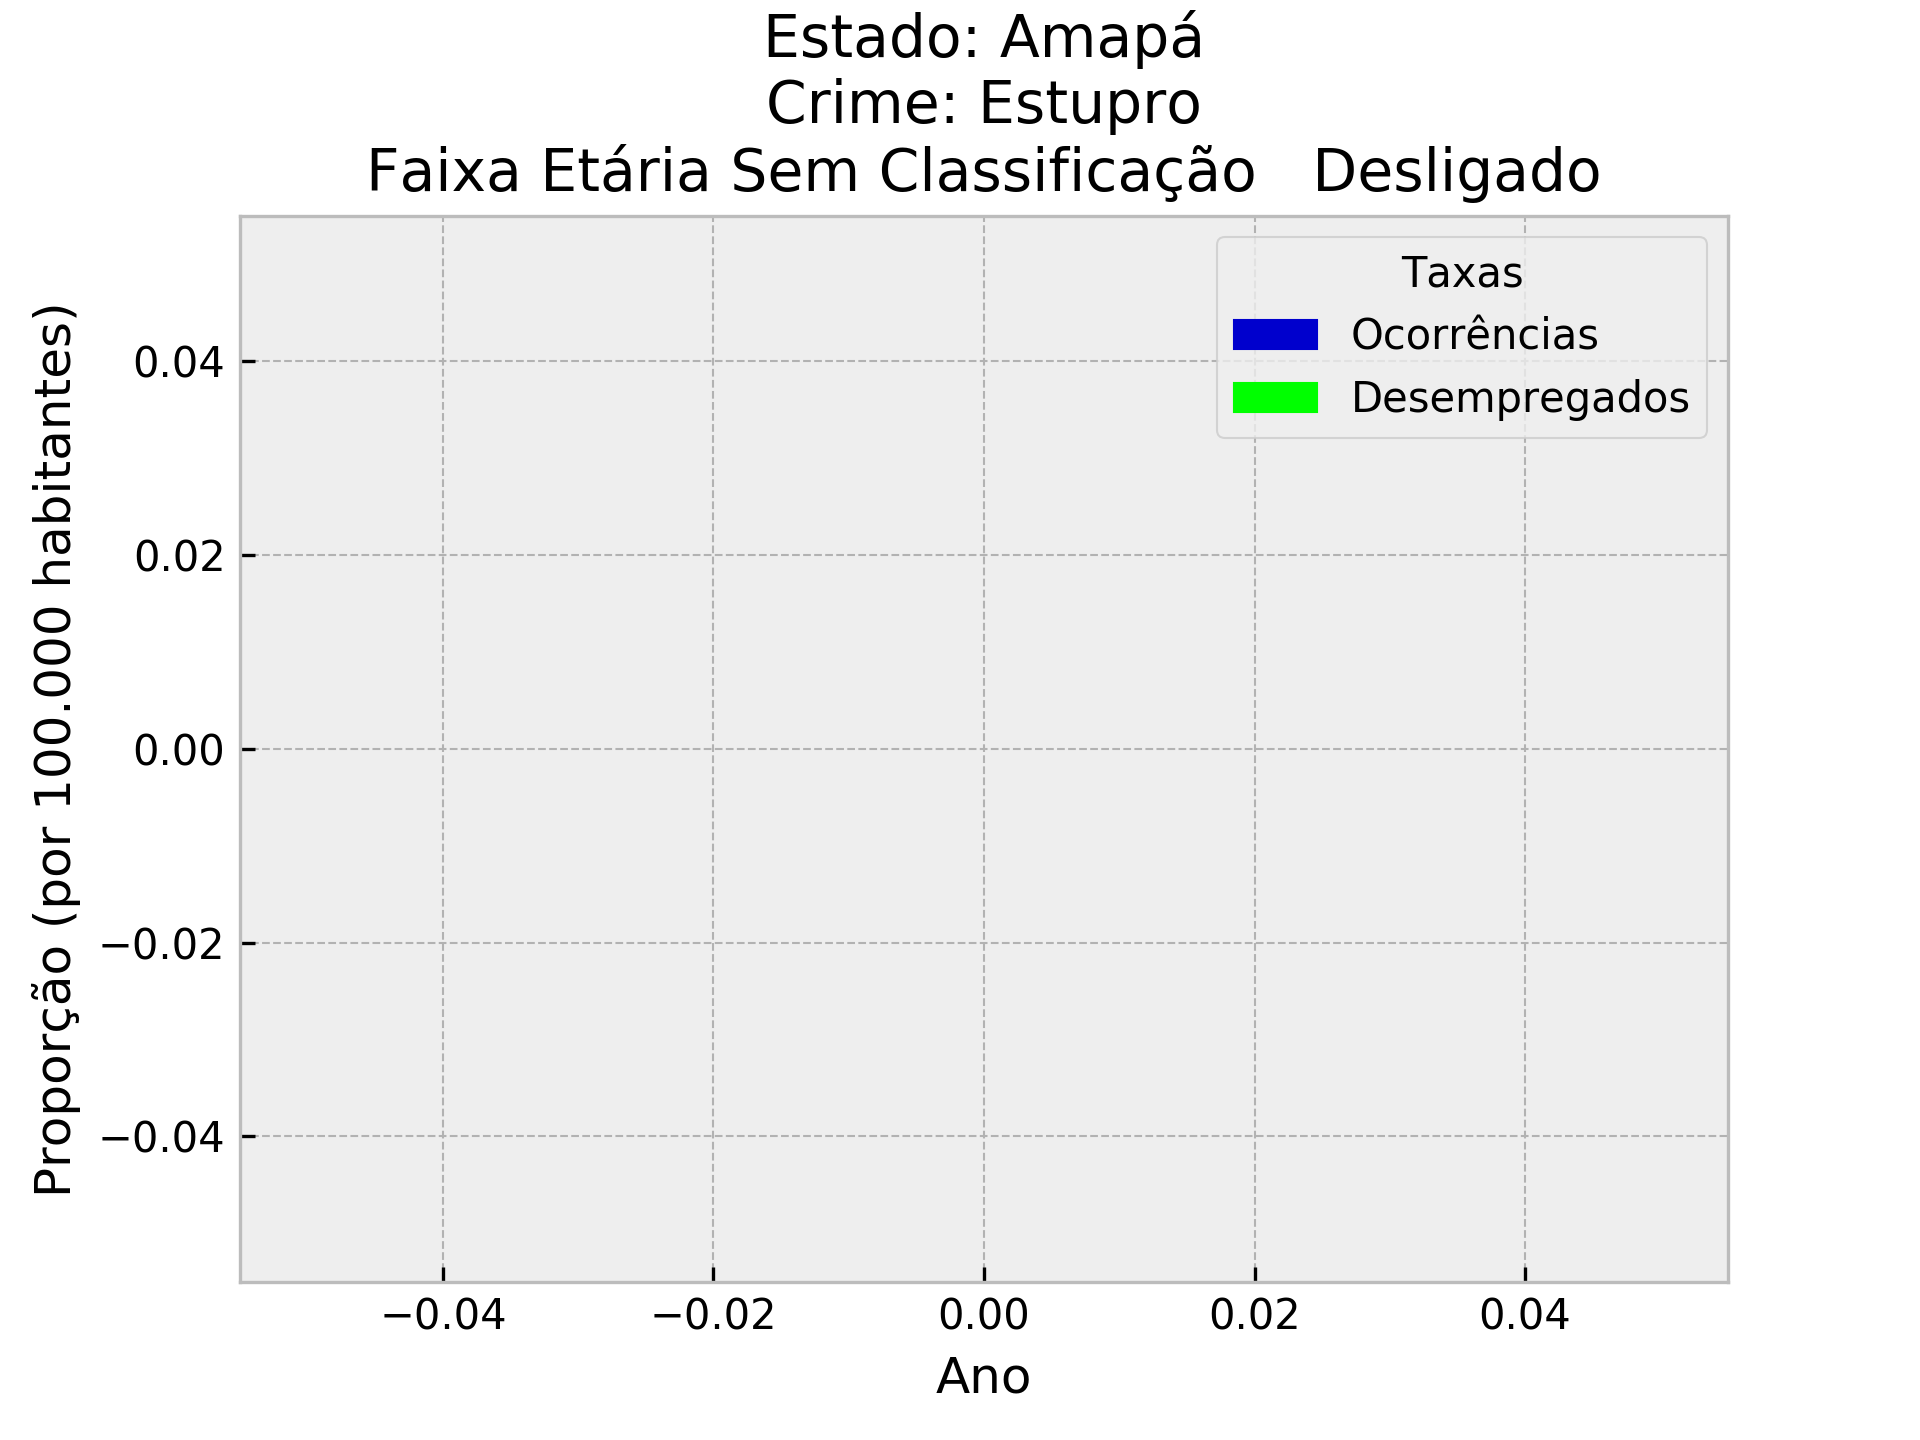 Estado: Amapá
Crime: Estupro
Faixa Etária Sem Classificação   Desligado
Taxas
Ocorrências
Desempregados
Proporção (por 100.000 habitantes)
0.04
0.02
0.00
−0.02
−0.04
−0.04 −0.02 0.00 0.02 0.04
Ano